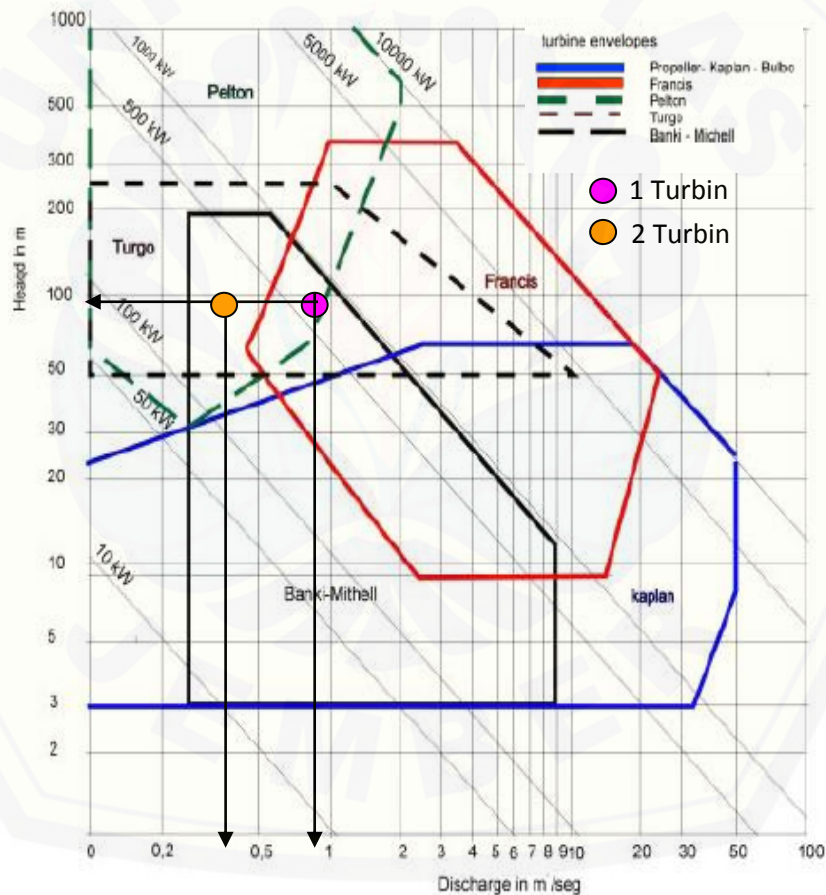 1000
500
300
200
100
50
30
20
10
5
3
2
Heaqd in m
1000 kW
5000 kW
10000 kW
500 kW
100 kW
50 kW
10 kW
Pelton
Turgo
Francis
Banki-Mithell
kaplan
turbine envelopes
Propeller- Kaplan - Bulbo
Francis
Pelton
Turgo
Banki - Michell
1 Turbin
2 Turbin
JEMBER
0 0,2 0,5 1 2 3 4 5 6 7 8 910 20 30 50 100
Discharge in m /seg